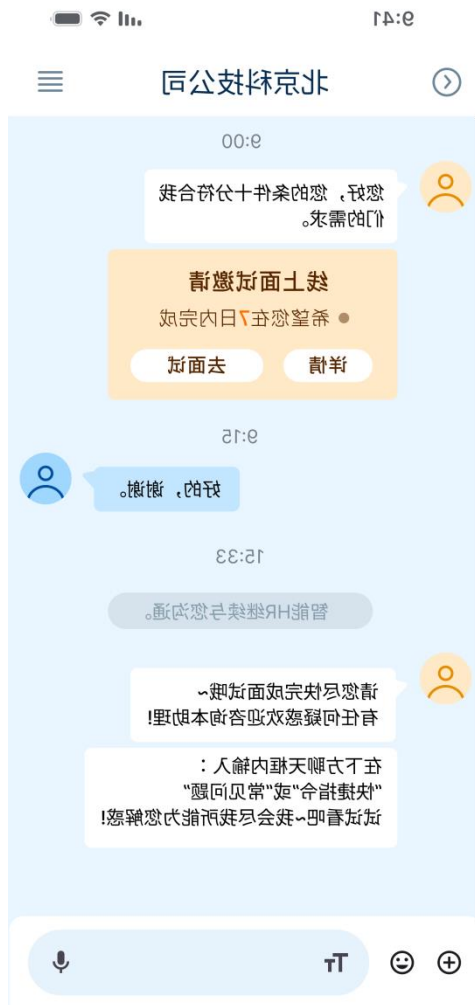 9:41
北京科技公司
9:00
您好，您的条件十分符合我
们的需求。
线上面试邀请
希望您在7日内完成
详情
去面试
9:15
好的，谢谢。
15:33
智能HR继续与您沟通。
请您尽快完成面试哦~
有任何疑惑欢迎咨询本助理!
在下方聊天框内输入：
“快捷指令”或“常见问题”
试试看吧~我会尽我所能为您解惑!
TT